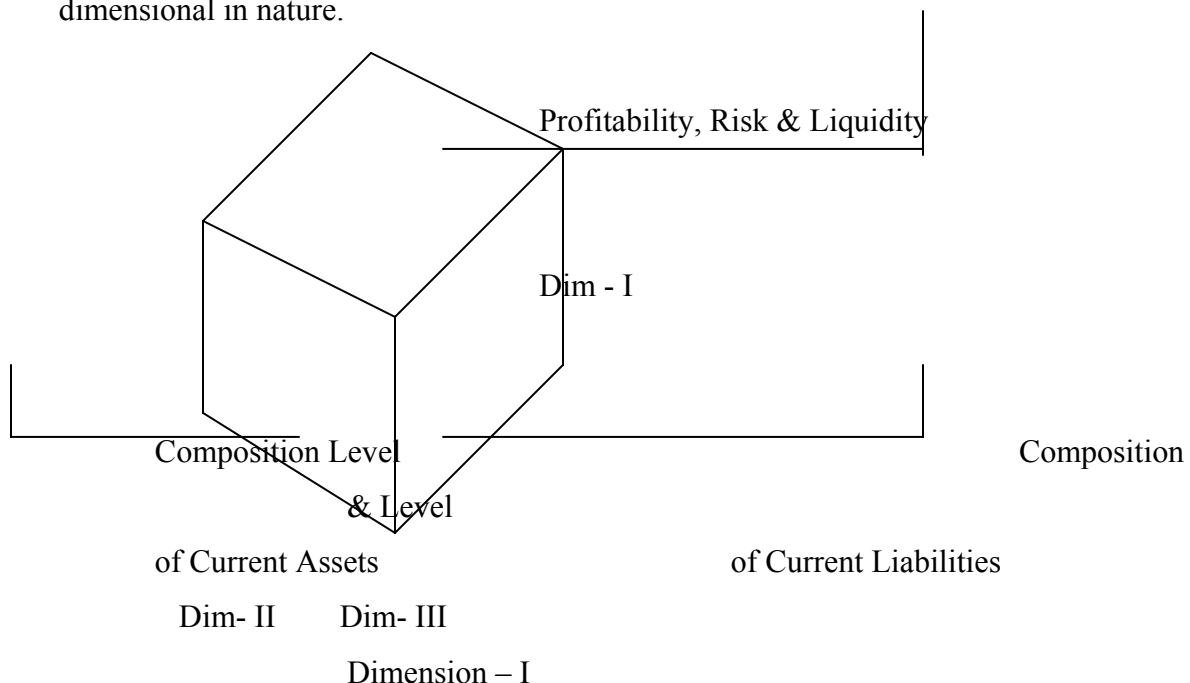 dimensional in nature.
Profitability, Risk & Liquidity
Dim - I
Composition Level Composition
& Level
of Current Assets of Current Liabilities
Dim- II Dim- III
Dimension – I